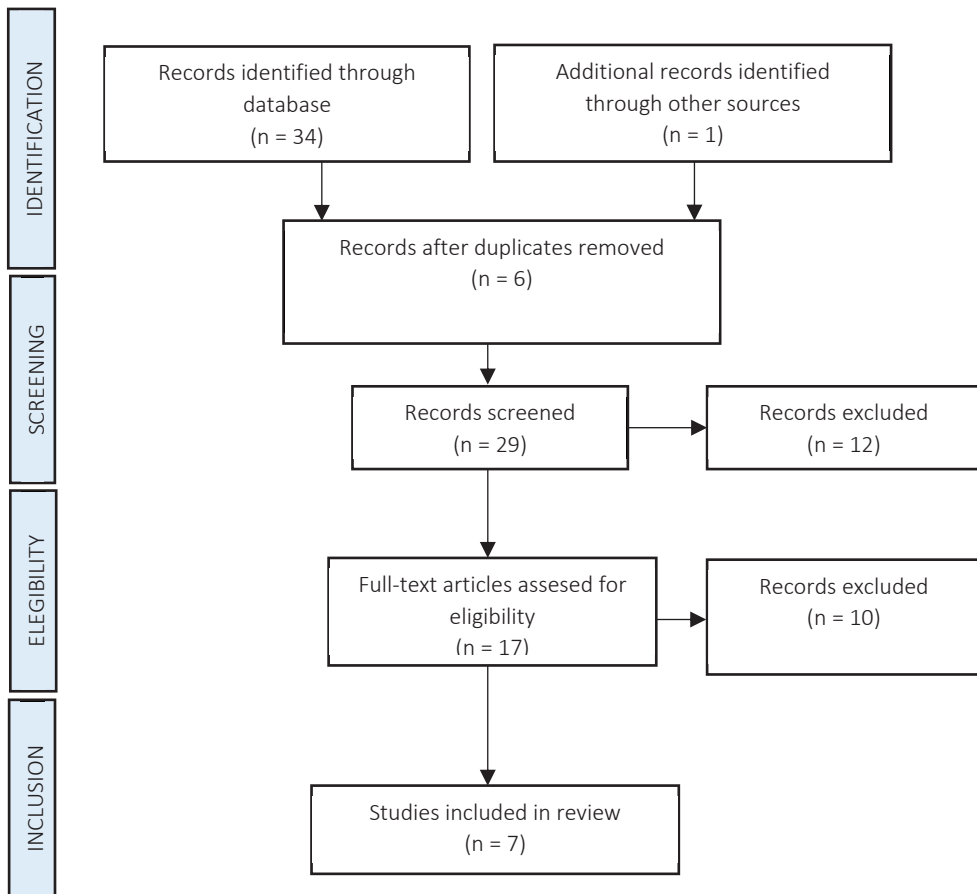 IDENTIFICATION
Records identified through
database
(n = 34)
Additional records identified
through other sources
(n = 1)
Records after duplicates removed
(n = 6)
SCREENING
Records screened
(n = 29)
Records excluded
(n = 12)
ELEGIBILITY
Full-text articles assesed for
eligibility
(n = 17)
Records excluded
(n = 10)
INCLUSION
Studies included in review
(n = 7)